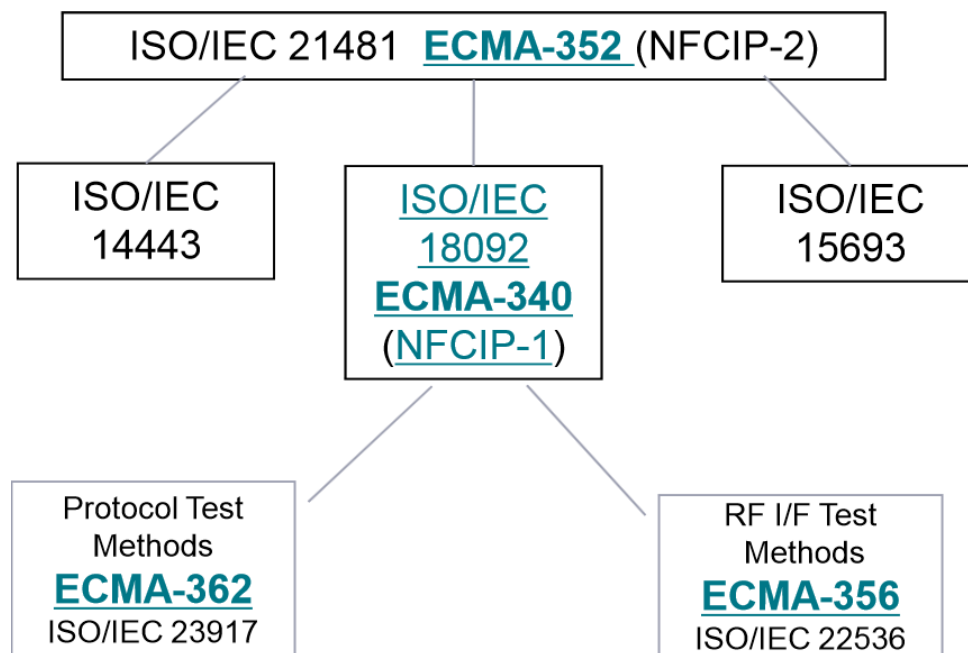 ISO/IEC 21481 ECMA-352 (NFCIP-2)
ISO/IEC
14443
ISO/IEC
18092
ECMA-340
(NFCIP-1)
ISO/IEC
15693
Protocol Test
Methods
ECMA-362
ISO/IEC 23917
RF I/F Test
Methods
ECMA-356
ISO/IEC 22536